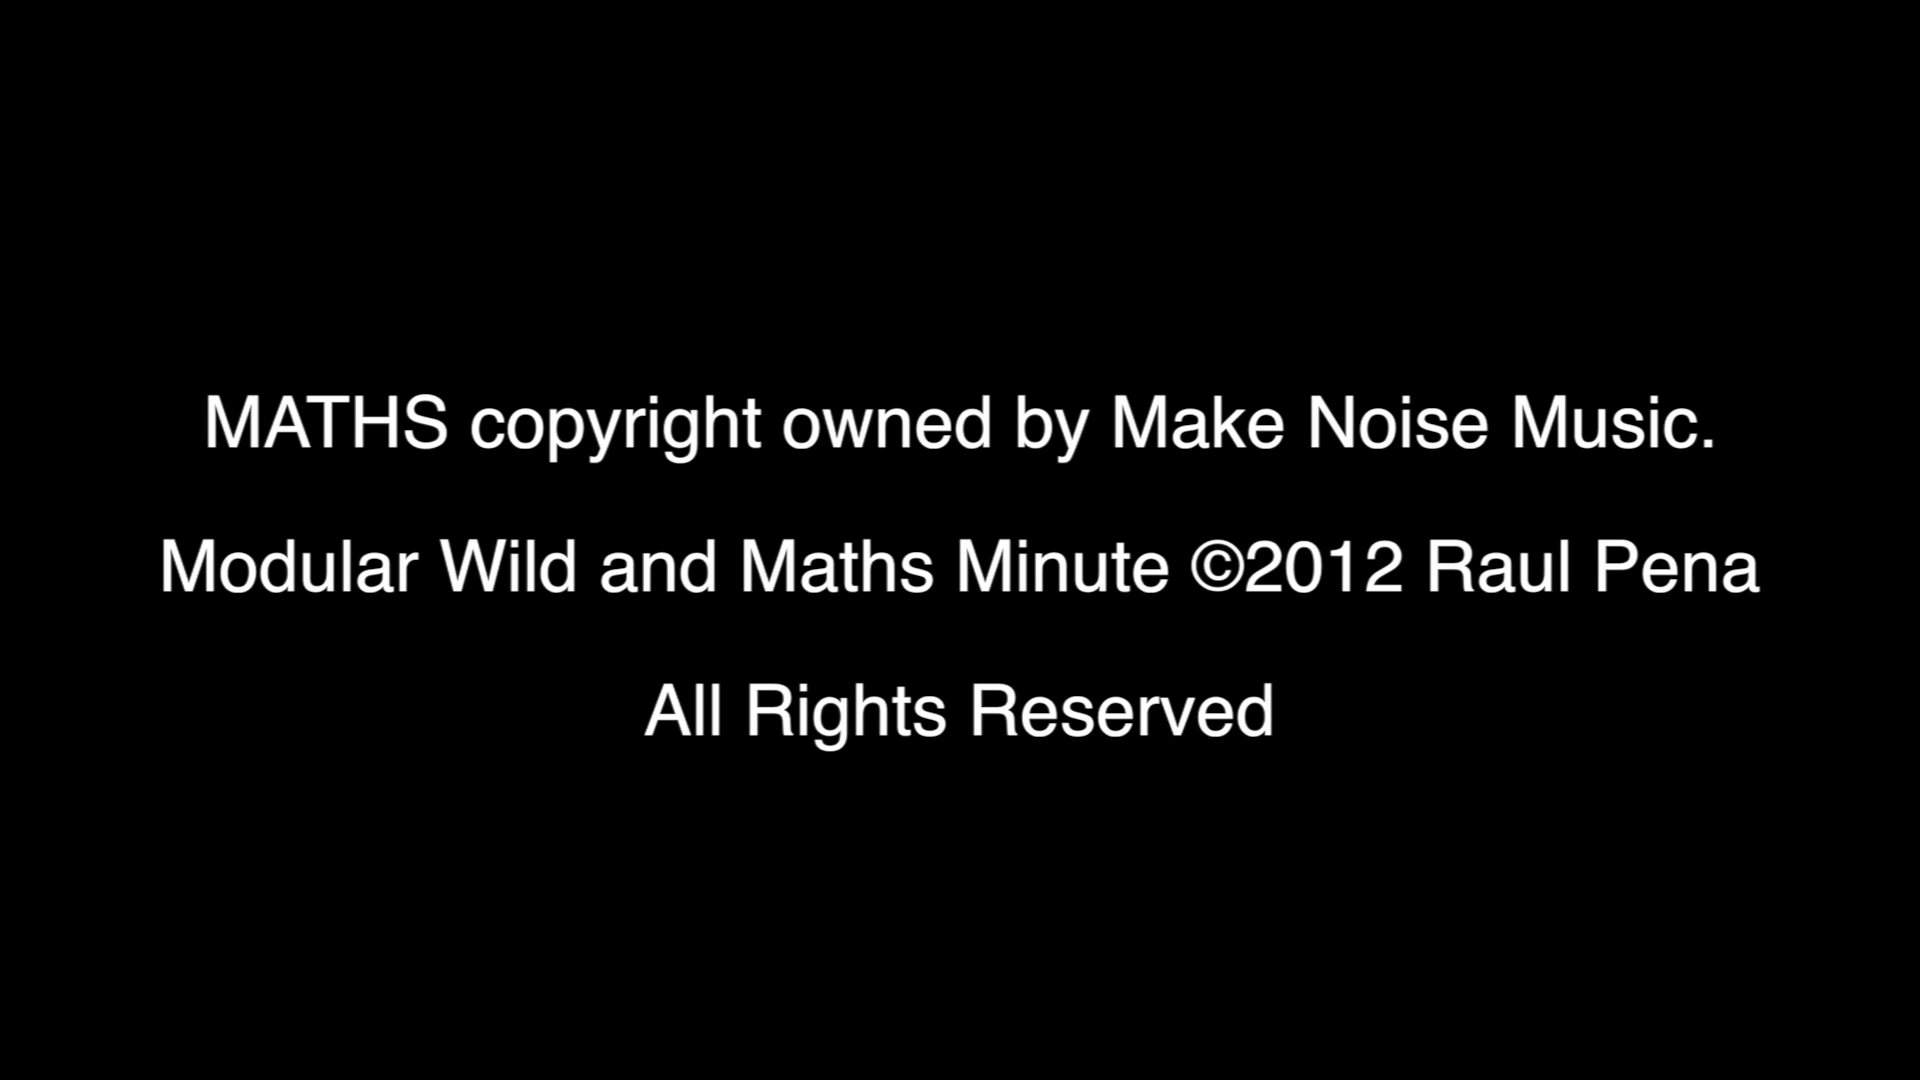 MATHS copyright owned by Make Noise Music.
Modular Wild and Maths Minute ©2012 Raul Pena
All Rights Reserved